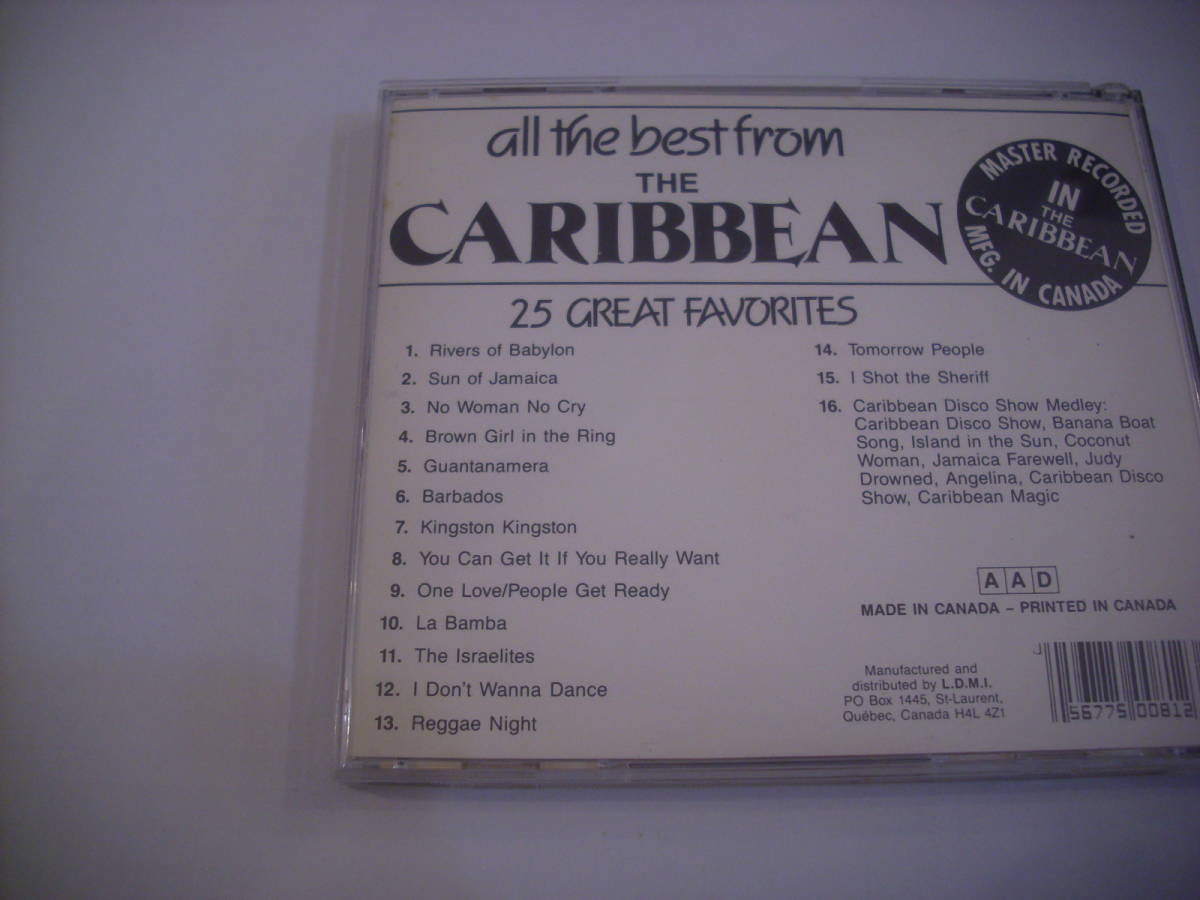 all the best from
THE
CARIBBEAN
MASTER RECORDED
IN
THE
CARIBBEAN
MFG. IN CANADA
25 GREAT FAVORITES
1. Rivers of Babylon
2. Sun of Jamaica
3. No Woman No Cry
4. Brown Girl in the Ring
5. Guantanamera
6. Barbados
7. Kingston Kingston
8. You Can Get It If You Really Want
9. One Love/People Get Ready
10. La Bamba
11. The Israelites
12. I Don't Wanna Dance
13. Reggae Night
14. Tomorrow People
15. I Shot the Sheriff
16. Caribbean Disco Show Medley:
Caribbean Disco Show, Banana Boat
Song, Island in the Sun, Coconut
Woman, Jamaica Farewell, Judy
Drowned, Angelina, Caribbean Disco
Show, Caribbean Magic
A A D
MADE IN CANADA – PRINTED IN CANADA
Manufactured and
distributed by L.D.M.I.
PO Box 1445, St-Laurent,
Québec, Canada H4L 4Z1
56775 00812